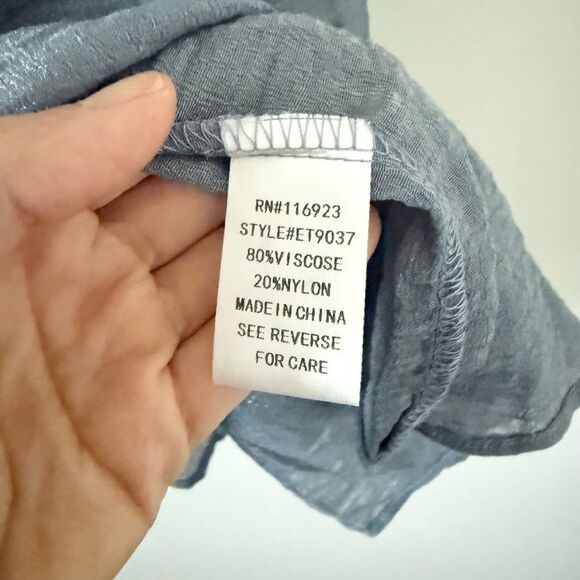 RN#116923
STYLE#ET9037
80%VISCOSE
20%NYLON
MADE IN CHINA
SEE REVERSE
FOR CARE